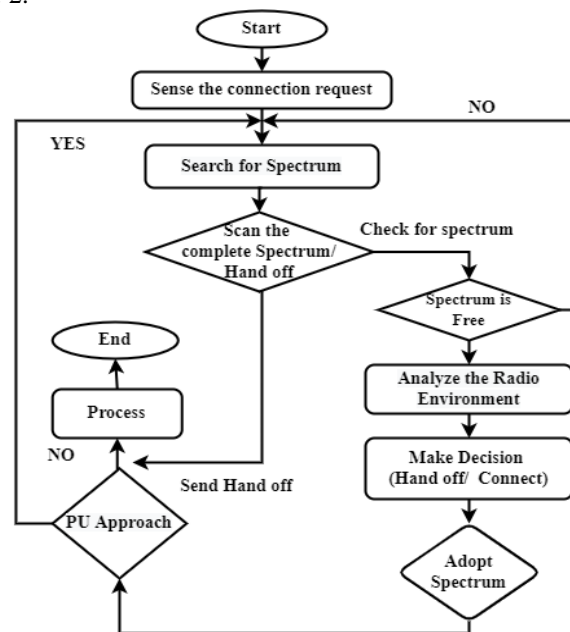 2.
Start
Sense the connection request
NO
YES
Search for Spectrum
Scan the
complete Spectrum/
Hand off
Check for spectrum
Spectrum is
Free
End
Analyze the Radio
Environment
Process
NO
Make Decision
(Hand off/ Connect)
Send Hand off
PU Approach
Adopt
Spectrum